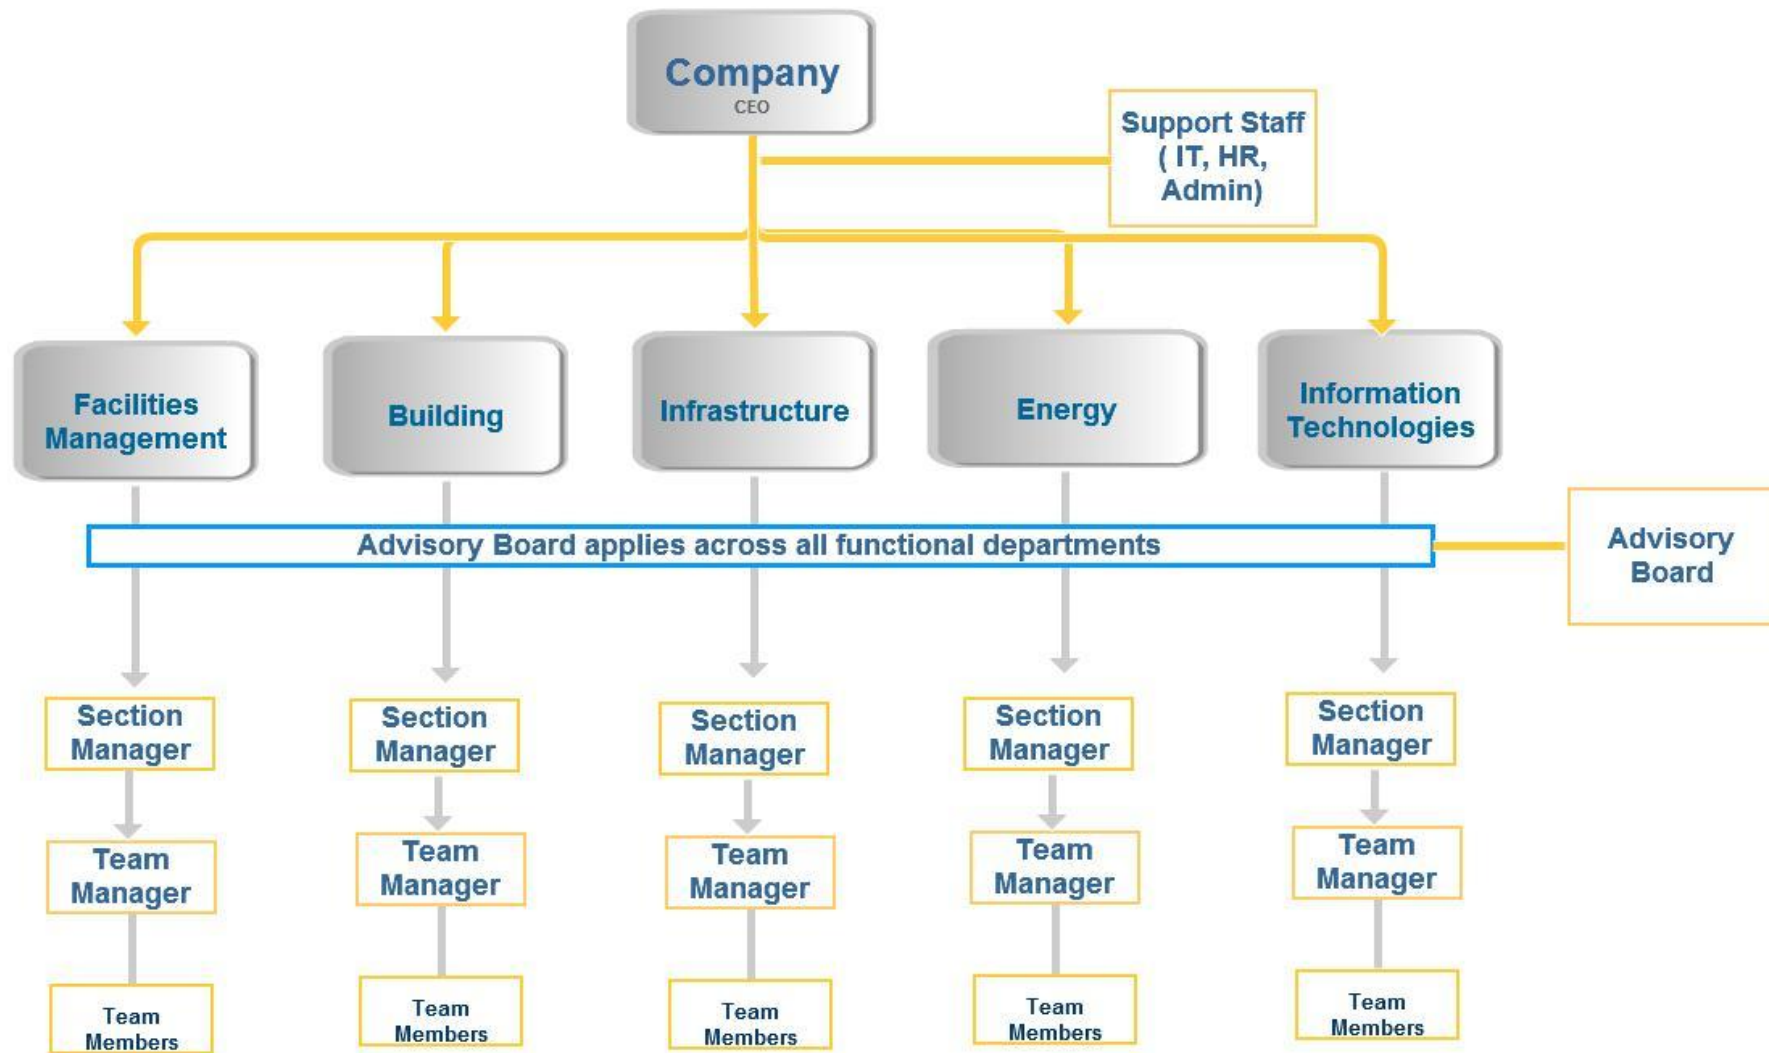 Company
CEO
Support Staff
( IT, HR,
Admin)
Facilities
Management
Building
Infrastructure
Energy
Information
Technologies
Advisory Board applies across all functional departments
Advisory
Board
Section
Manager
Section
Manager
Section
Manager
Section
Manager
Section
Manager
Team
Manager
Team
Manager
Team
Manager
Team
Manager
Team
Manager
Team
Members
Team
Members
Team
Members
Team
Members
Team
Members